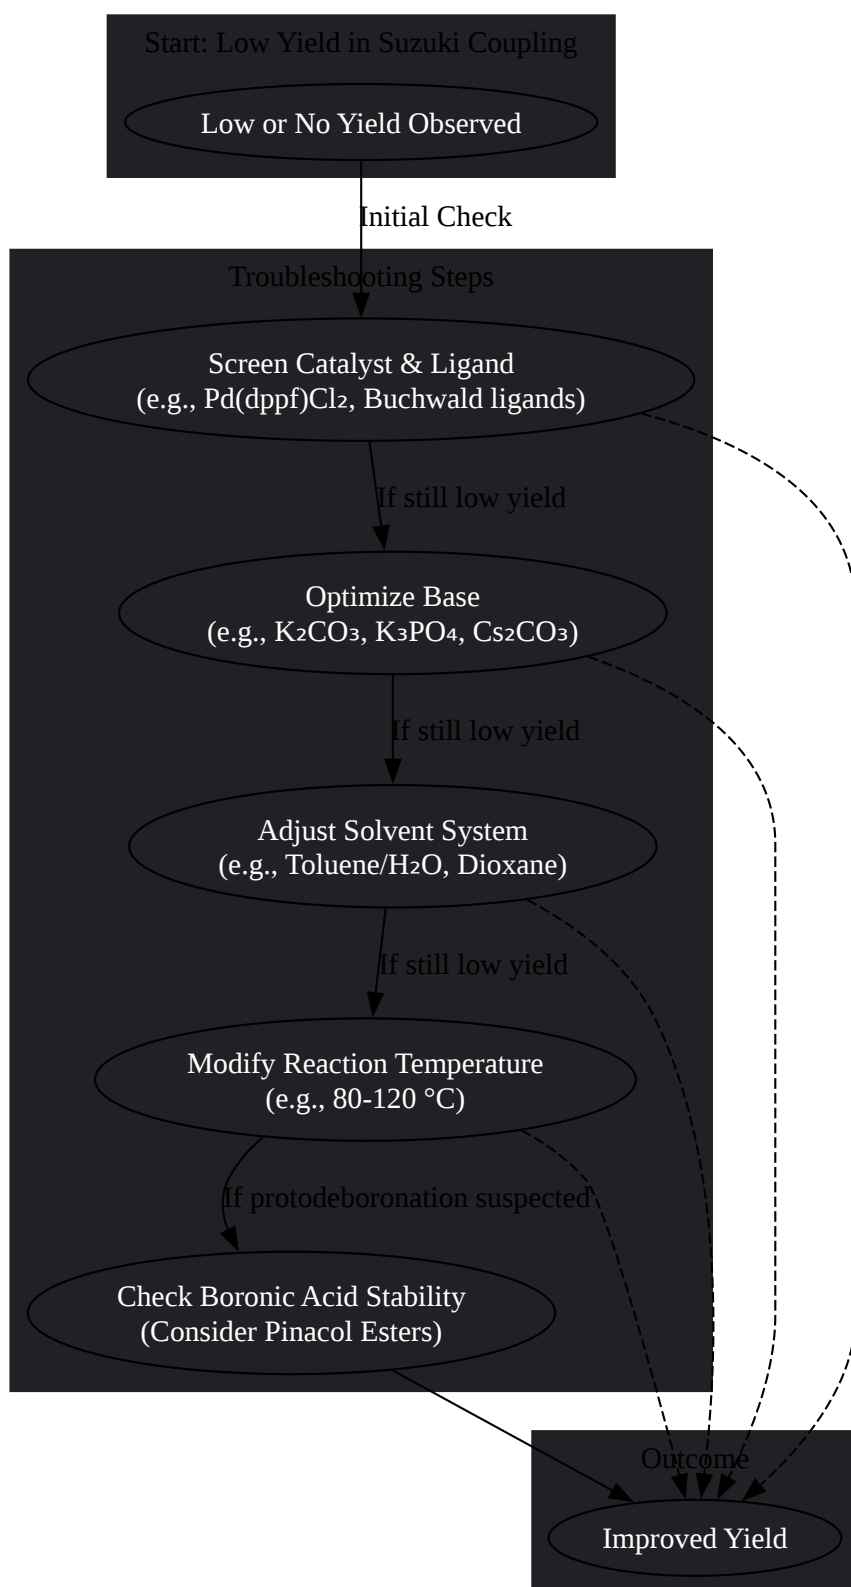 Start: Low Yield in Suzuki Coupling
Low or No Yield Observed
Initial Check
Troubleshooting Steps
Screen Catalyst & Ligand
(e.g., Pd(dppf)Cl₂, Buchwald ligands)
If still low yield
Optimize Base
(e.g., K₂CO₃, K₃PO₄, Cs₂CO₃)
If still low yield
Adjust Solvent System
(e.g., Toluene/H₂O, Dioxane)
If still low yield
Modify Reaction Temperature
(e.g., 80-120 °C)
If protodeboronation suspected
Check Boronic Acid Stability
(Consider Pinacol Esters)
Outcome
Improved Yield